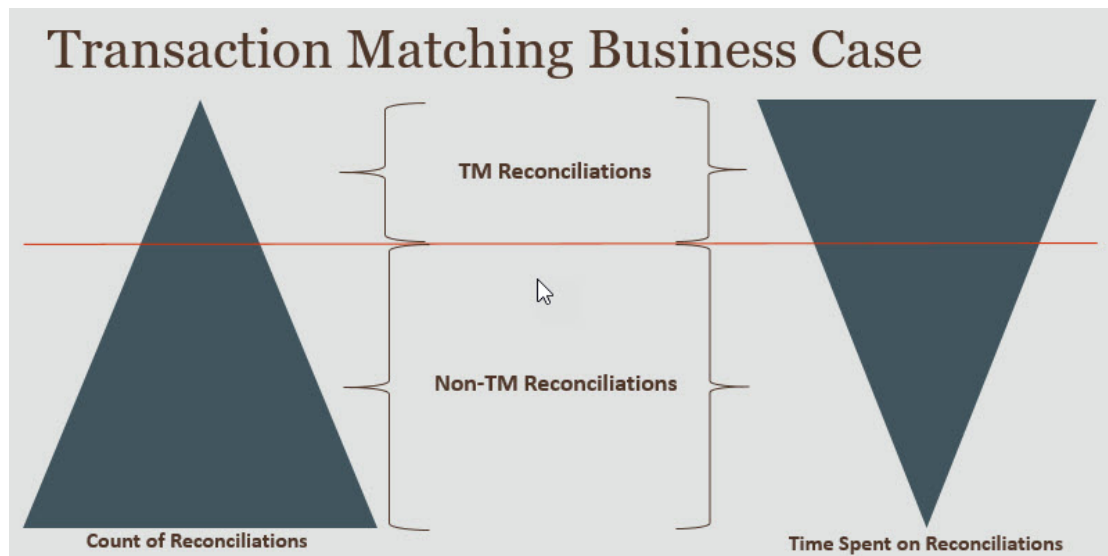 Transaction Matching Business Case
TM Reconciliations
Non-TM Reconciliations
Count of Reconciliations
Time Spent on Reconciliations